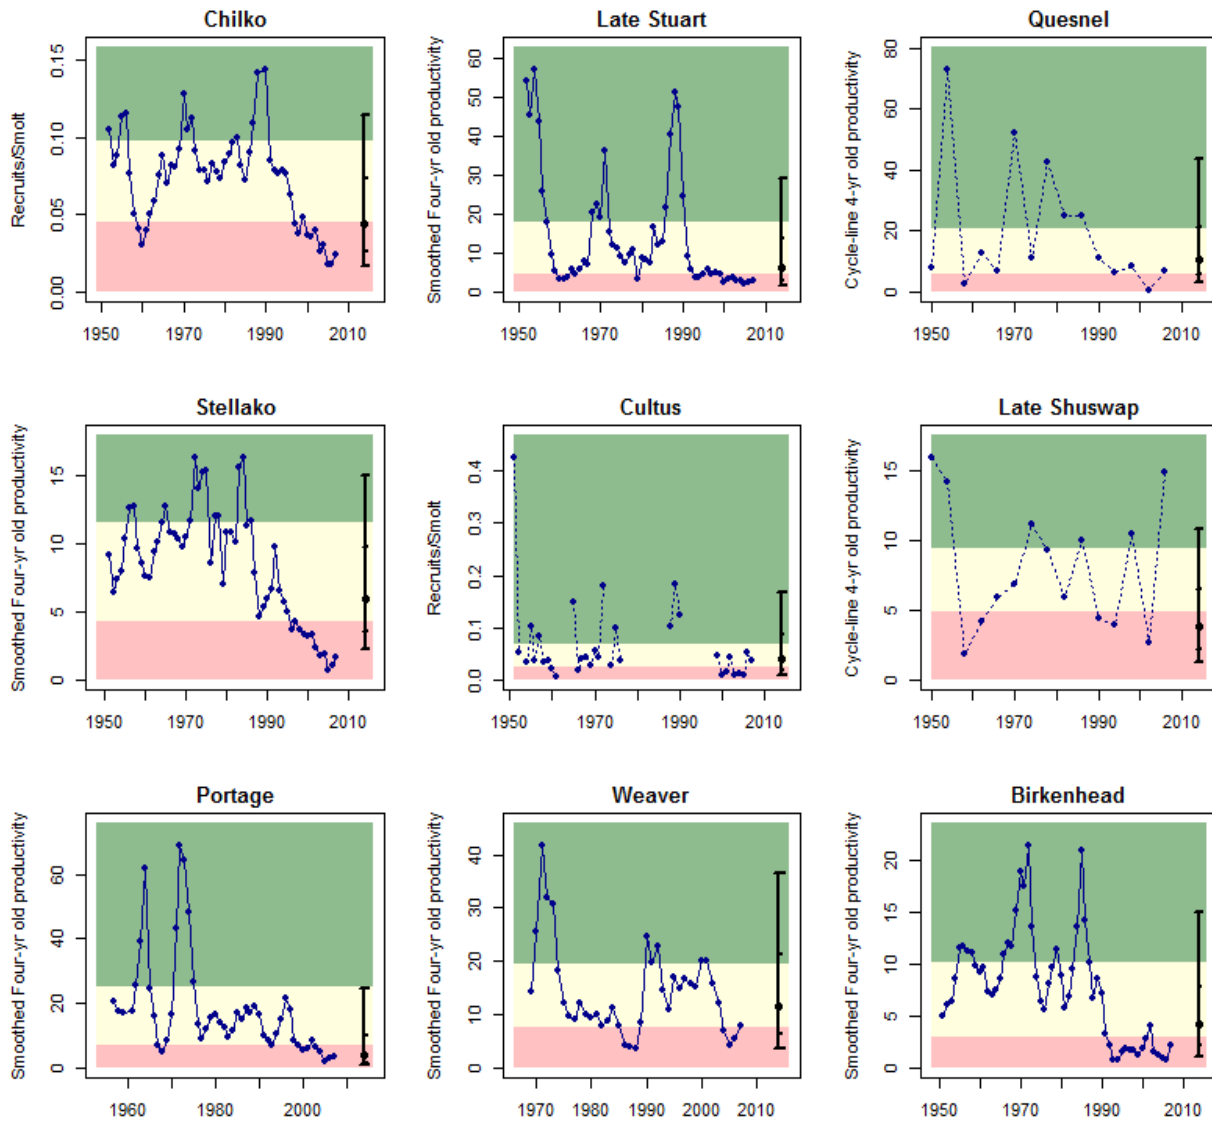 Chilko
Late Stuart
Quesnel
Recruits/Smolt
0.00 0.05 0.10 0.15
1950 1970 1990 2010
Smoothed Four-yr old productivity
0 10 20 30 40 50 60
1950 1970 1990 2010
Cycle-line 4-yr old productivity
0 20 40 60 80
1950 1970 1990 2010
Stellako
Cultus
Late Shuswap
Smoothed Four-yr old productivity
0 5 10 15
1950 1970 1990 2010
Recruits/Smolt
0.0 0.1 0.2 0.3 0.4
1950 1970 1990 2010
Cycle-line 4-yr old productivity
0 5 10 15
1950 1970 1990 2010
Portage
Weaver
Birkenhead
Smoothed Four-yr old productivity
0 20 40 60
1960 1980 2000
Smoothed Four-yr old productivity
0 10 20 30 40
1970 1980 1990 2000 2010
Smoothed Four-yr old productivity
0 5 10 15 20
1950 1970 1990 2010